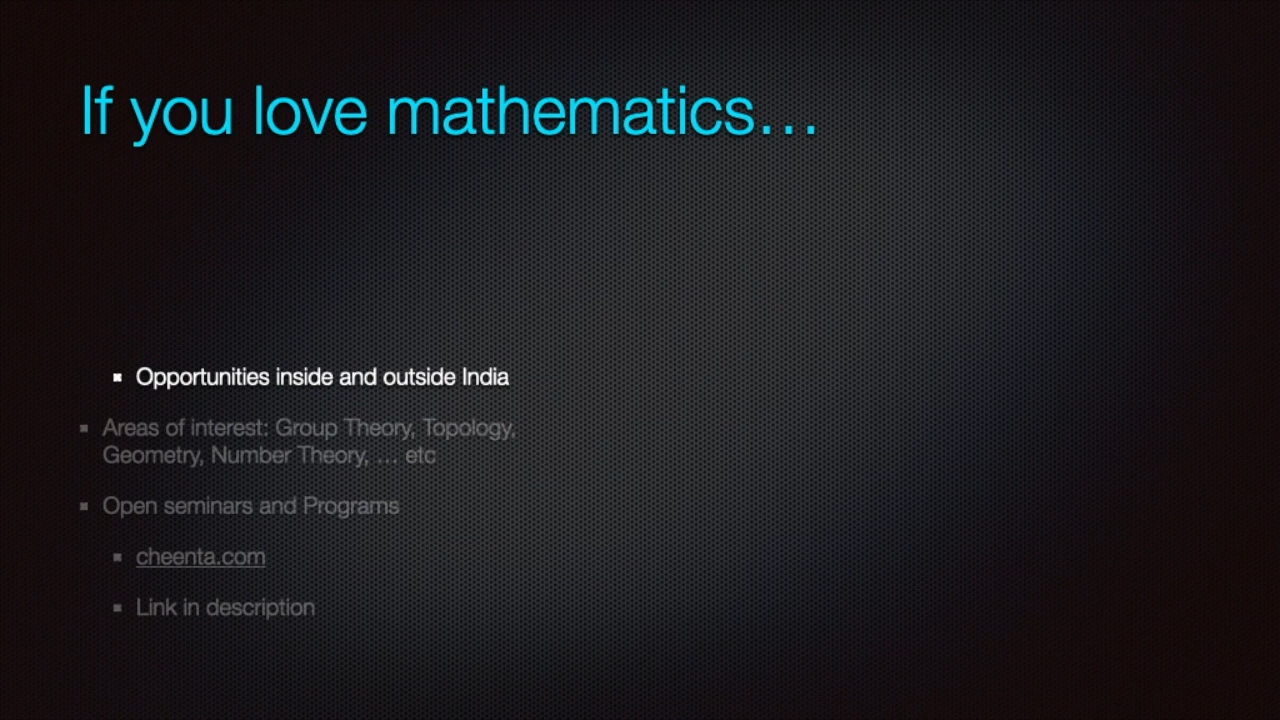 If you love mathematics…
Opportunities inside and outside India
Areas of interest: Group Theory, Topology,
Geometry, Number Theory, … etc
Open seminars and Programs
cheenta.com
Link in description